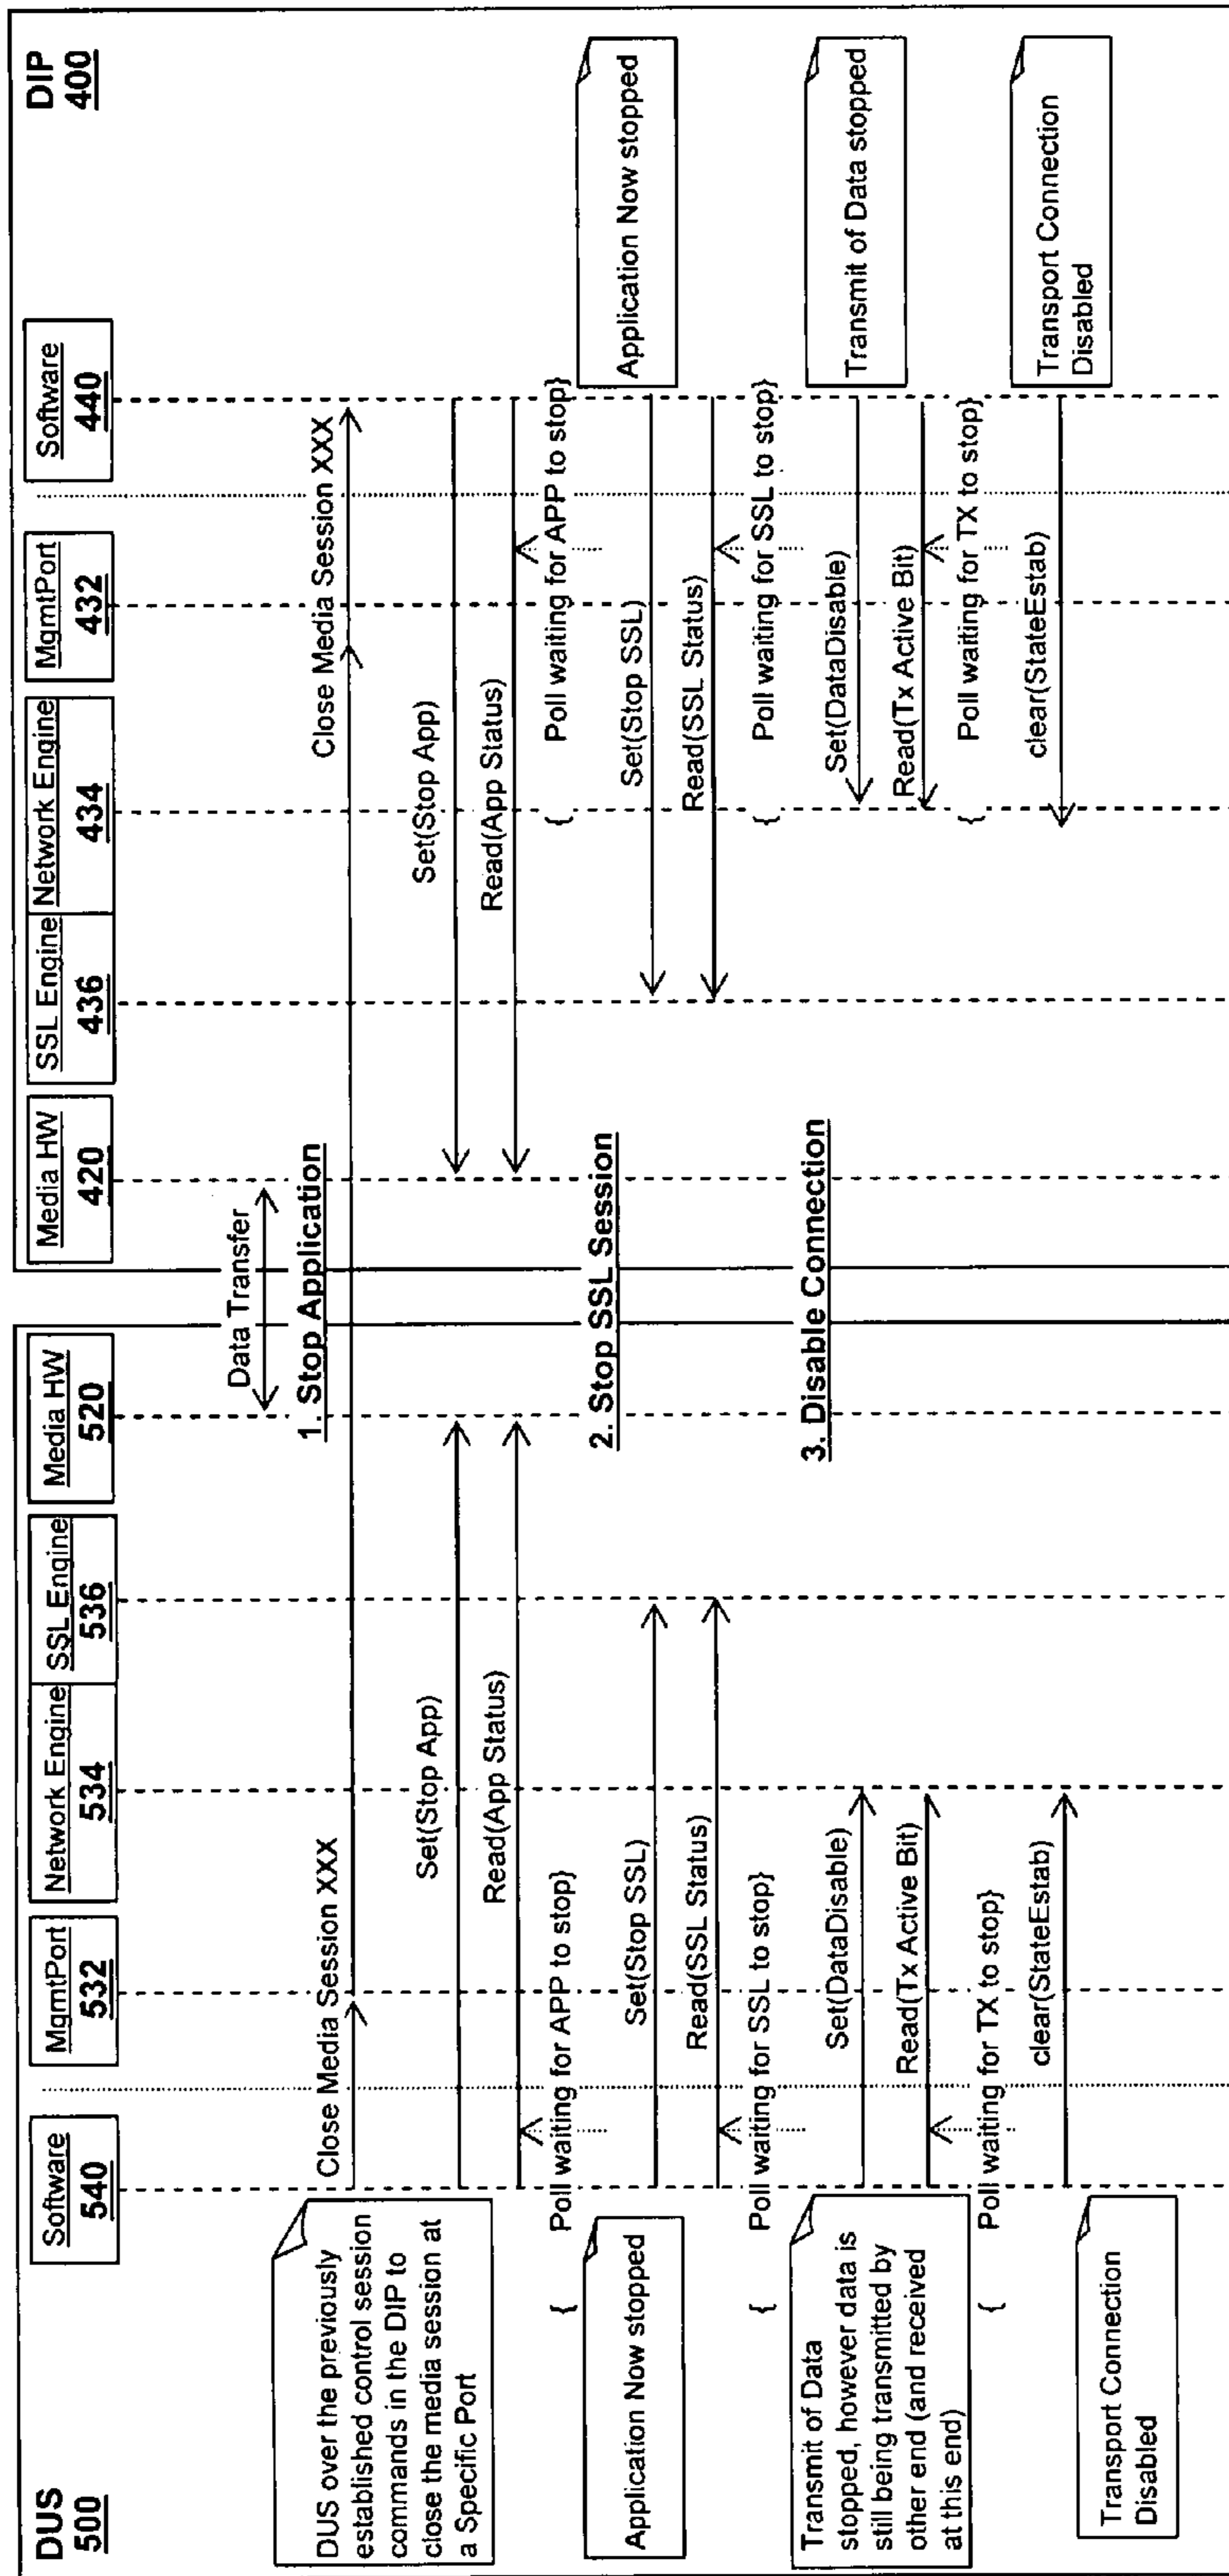 DUS
500
DIP
400
Software
540
MgmtPort
532
Network Engine
534
SSL Engine
536
Media HW
520
Media HW
420
SSL Engine
436
Network Engine
434
MgmtPort
432
Software
440
Data Transfer
1. Stop Application
DUS over the previously
established control session
commands in the DIP to
close the media session at
a Specific Port
Close Media Session XXX
Close Media Session XXX
Set(Stop App)
Set(Stop App)
Read(App Status)
Read(App Status)
{ Poll waiting for APP to stop}
{ Poll waiting for APP to stop}
2. Stop SSL Session
Application Now stopped
Application Now stopped
Set(Stop SSL)
Set(Stop SSL)
Read(SSL Status)
Read(SSL Status)
{ Poll waiting for SSL to stop}
{ Poll waiting for SSL to stop}
3. Disable Connection
Transmit of Data
stopped, however data is
still being transmitted by
other end (and received
at this end)
Transmit of Data stopped
Set(DataDisable)
Set(DataDisable)
Read(Tx Active Bit)
Read(Tx Active Bit)
{ Poll waiting for TX to stop}
{ Poll waiting for TX to stop}
clear(StateEstab)
clear(StateEstab)
Transport Connection
Disabled
Transport Connection
Disabled